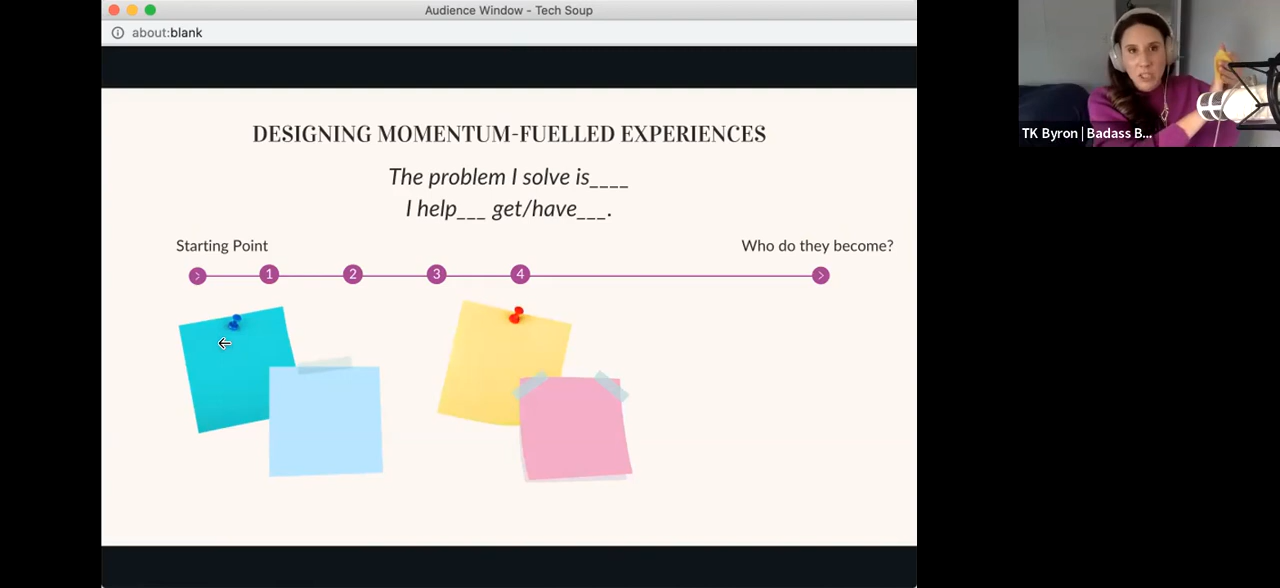 Audience Window - Tech Soup
about:blank
DESIGNING MOMENTUM-FUELLED EXPERIENCES
The problem I solve is____
I help___ get/have___.
Starting Point
Who do they become?
1
2
3
4
TK Byron | Badass B...